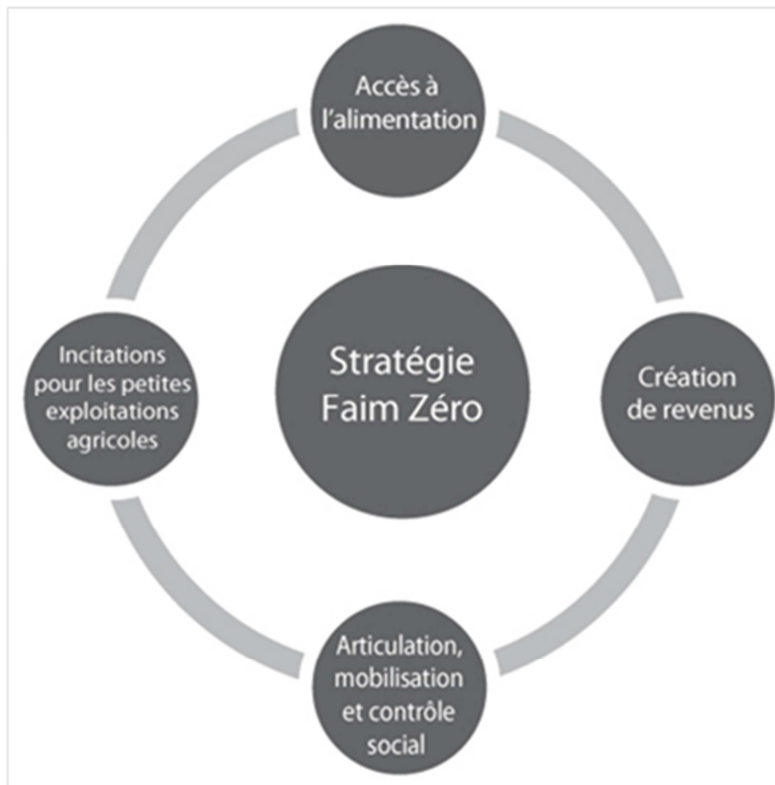 Accès à
l'alimentation
Incitations
pour les petites
exploitations
agricoles
Stratégie
Faim Zéro
Création
de revenus
Articulation,
mobilisation
et contrôle
social